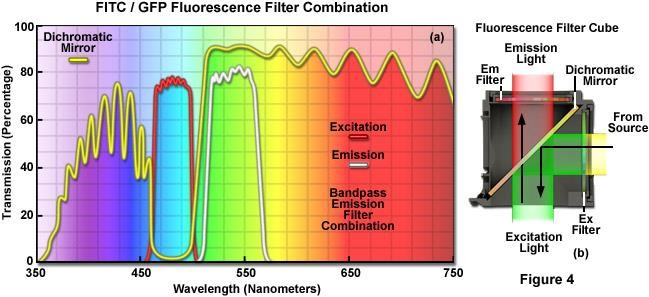 FITC / GFP Fluorescence Filter Combination
Transmission (Percentage)
100
80
60
40
20
0
Dichromatic
Mirror
(a)
Excitation
Emission
Bandpass
Emission
Filter
Combination
350
450
550
650
750
Wavelength (Nanometers)
Fluorescence Filter Cube
Emission
Light
Em
Filter
Dichromatic
Mirror
From
Source
Ex
Filter
Excitation
Light
(b)
Figure 4